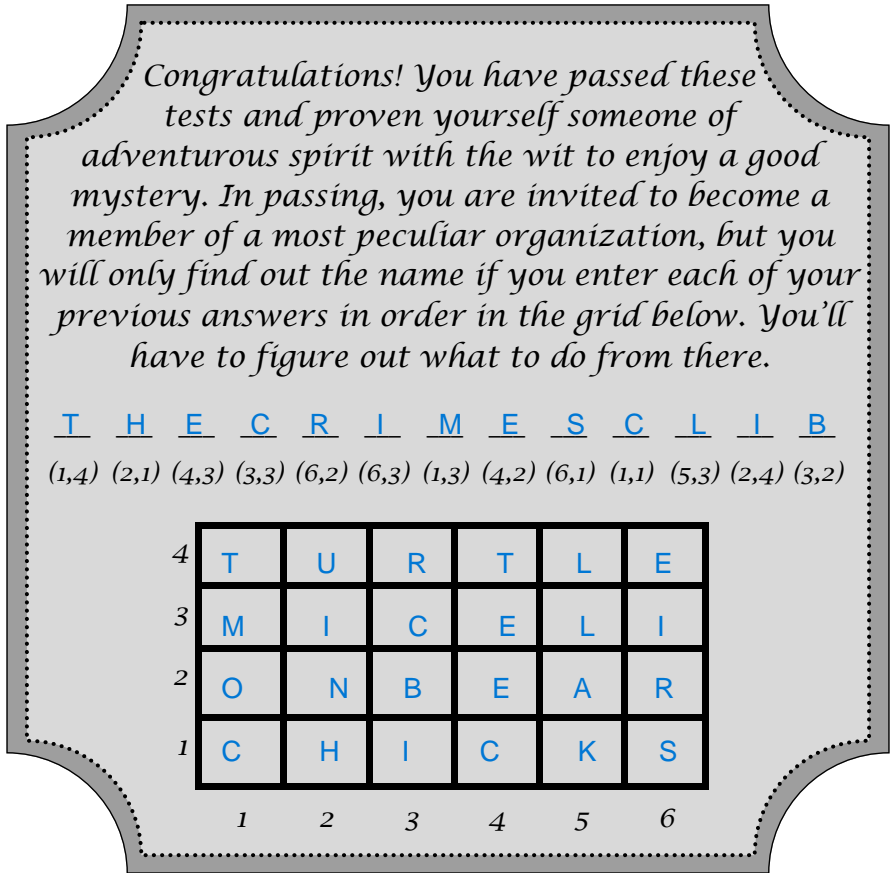 Congratulations! You have passed these
tests and proven yourself someone of
adventurous spirit with the wit to enjoy a good
mystery. In passing, you are invited to become a
member of a most peculiar organization, but you
will only find out the name if you enter each of your
previous answers in order in the grid below. You'll
have to figure out what to do from there.
T H E C R I M E S C L I B
(1,4) (2,1) (4,3) (3,3) (6,2) (6,3) (1,3) (4,2) (6,1) (1,1) (5,3) (2,4) (3,2)
4 T U R T L E
3 M I C E L I
2 O N B E A R
1 C H I C K S
1 2 3 4 5 6